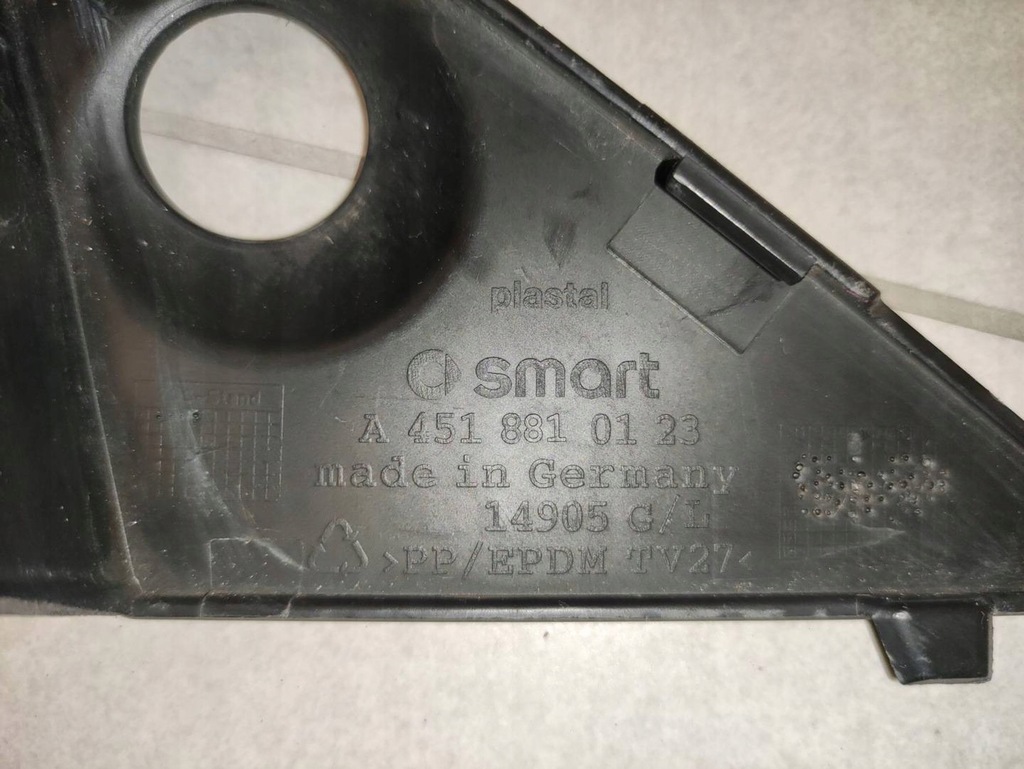 plastal
smart
A 451 881 01 23
made in Germany
14905 G/L
>PP/EPDM TV27<